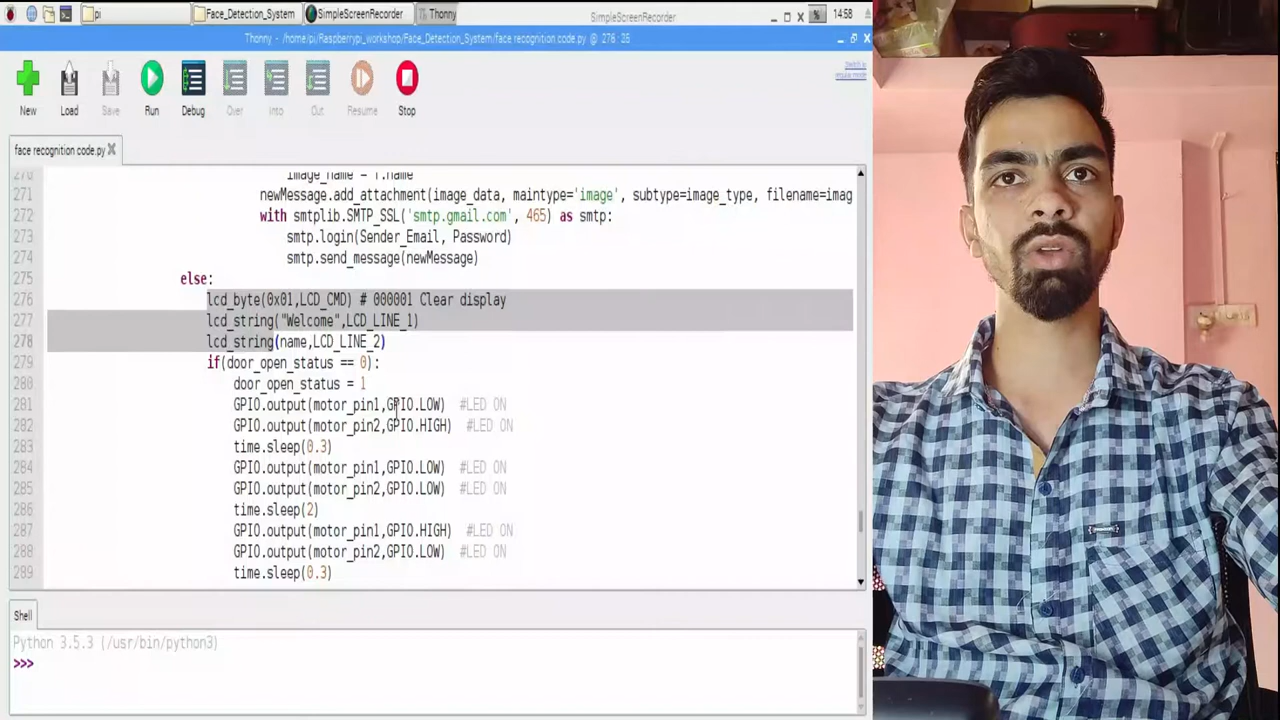 pi
Face_Detection_System
SimpleScreenRecorder
Thonny
SimpleScreenRecorder
%
14:58
Thonny - /home/pi/Raspberrypi_workshop/Face_Detection_System/face recognition code.py @ 276 : 35
New
Load
Save
Run
Debug
Over
Into
Out
Resume
Stop
Switch to
regular mode
face recognition code.py
270 image_name = f.name
271 newMessage.add_attachment(image_data, maintype='image', subtype=image_type, filename=imag
272 with smtplib.SMTP_SSL('smtp.gmail.com', 465) as smtp:
273 smtp.login(Sender_Email, Password)
274 smtp.send_message(newMessage)
275 else:
276 lcd_byte(0x01,LCD_CMD) # 000001 Clear display
277 lcd_string("Welcome",LCD_LINE_1)
278 lcd_string(name,LCD_LINE_2)
279 if(door_open_status == 0):
280 door_open_status = 1
281 GPIO.output(motor_pin1,GPIO.LOW) #LED ON
282 GPIO.output(motor_pin2,GPIO.HIGH) #LED ON
283 time.sleep(0.3)
284 GPIO.output(motor_pin1,GPIO.LOW) #LED ON
285 GPIO.output(motor_pin2,GPIO.LOW) #LED ON
286 time.sleep(2)
287 GPIO.output(motor_pin1,GPIO.HIGH) #LED ON
288 GPIO.output(motor_pin2,GPIO.LOW) #LED ON
289 time.sleep(0.3)
Shell
Python 3.5.3 (/usr/bin/python3)
>>>